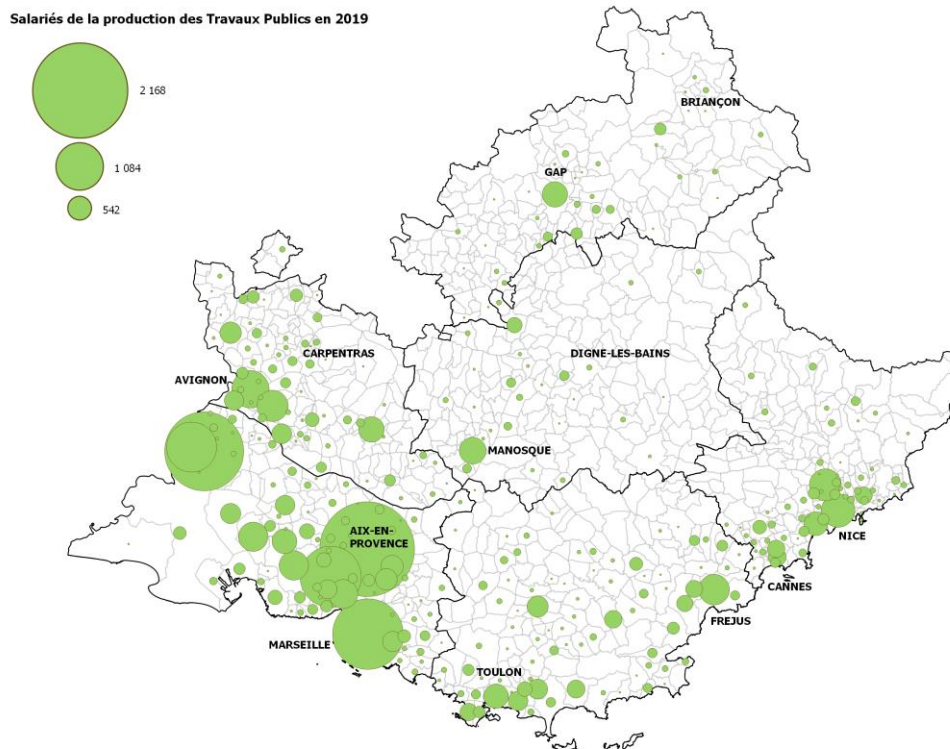 Salariés de la production des Travaux Publics en 2019
2 168
1 084
542
BRIANÇON
GAP
CARPENTRAS
DIGNE-LES-BAINS
AVIGNON
MANOSQUE
AIX-EN-
PROVENCE
NICE
CANNES
FREJUS
MARSEILLE
TOULON